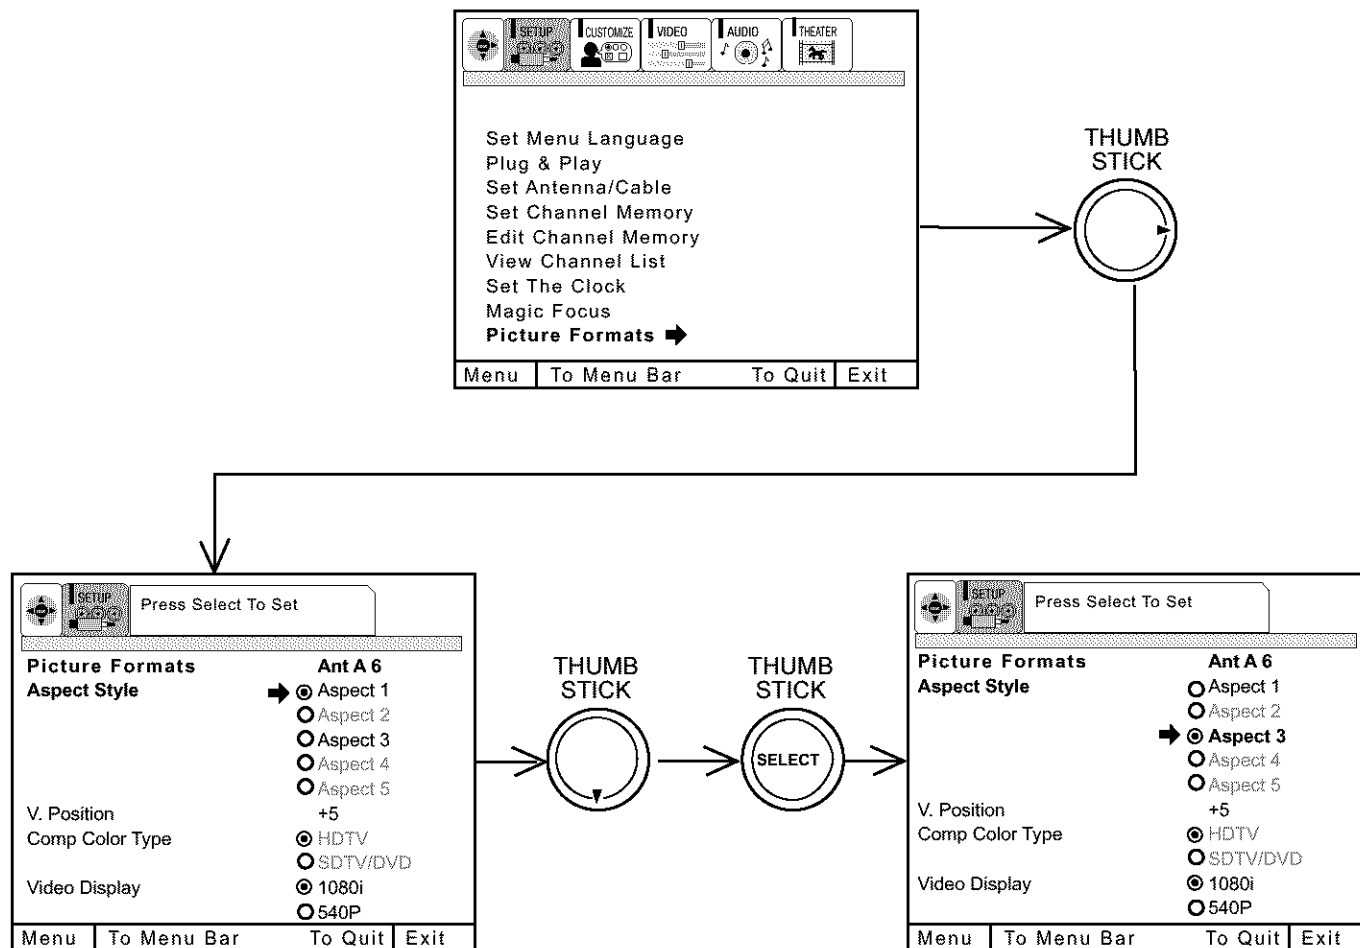 SETUP
CUSTOMIZE
VIDEO
AUDIO
THEATER
Set Menu Language
Plug & Play
Set Antenna/Cable
Set Channel Memory
Edit Channel Memory
View Channel List
Set The Clock
Magic Focus
Picture Formats
Menu To Menu Bar To Quit Exit
THUMB
STICK
SETUP
Press Select To Set
Picture Formats Ant A 6
Aspect Style Aspect 1
Aspect 2
Aspect 3
Aspect 4
Aspect 5
V. Position +5
Comp Color Type HDTV
SDTV/DVD
Video Display 1080i
540P
Menu To Menu Bar To Quit Exit
THUMB
STICK
THUMB
STICK
SELECT
SETUP
Press Select To Set
Picture Formats Ant A 6
Aspect Style Aspect 1
Aspect 2
Aspect 3
Aspect 4
Aspect 5
V. Position +5
Comp Color Type HDTV
SDTV/DVD
Video Display 1080i
540P
Menu To Menu Bar To Quit Exit